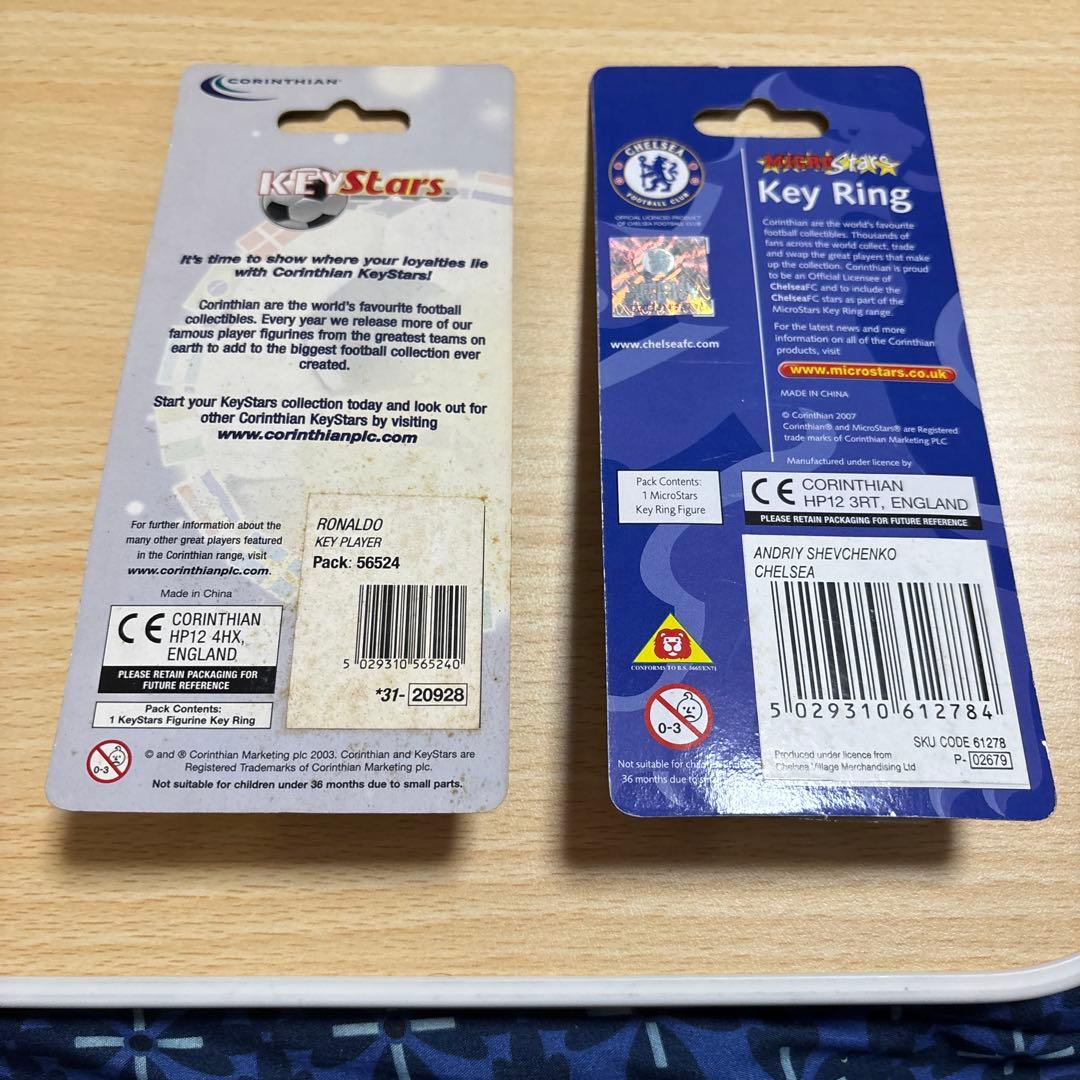 CORINTHIAN
KEYStars
It's time to show where your loyalties lie
with Corinthian KeyStars!
Corinthian are the world's favourite football
collectibles. Every year we release more of our
famous player figurines from the greatest teams on
earth to add to the biggest football collection ever
created.
Start your KeyStars collection today and look out for
other Corinthian KeyStars by visiting
www.corinthianplc.com
For further information about the
many other great players featured
in the Corinthian range, visit
www.corinthianplc.com.
Made in China
CE CORINTHIAN
HP12 4HX,
ENGLAND
PLEASE RETAIN PACKAGING FOR
FUTURE REFERENCE
Pack Contents:
1 KeyStars Figurine Key Ring
RONALDO
KEY PLAYER
Pack: 56524
5 029310 565240
*31- 20928
0-3
© and ® Corinthian Marketing plc 2003. Corinthian and KeyStars are
Registered Trademarks of Corinthian Marketing plc.
Not suitable for children under 36 months due to small parts.
CHELSEA
FOOTBALL CLUB
OFFICIAL LICENCED PRODUCT
OF CHELSEA FOOTBALL CLUB
www.chelseafc.com
MicroStars
Key Ring
Corinthian are the world's favourite
football collectibles. Thousands of
fans across the world collect, trade
and swap the great players that make
up the collection. Corinthian is proud
to be an Official Licensee of
ChelseaFC and to include the
ChelseaFC stars as part of the
MicroStars Key Ring range.
For the latest news and more
information on all of the Corinthian
products, visit
www.microstars.co.uk
MADE IN CHINA
© Corinthian 2007
Corinthian® and MicroStars® are Registered
trade marks of Corinthian Marketing PLC
Manufactured under licence by
Pack Contents:
1 MicroStars
Key Ring Figure
CE CORINTHIAN
HP12 3RT, ENGLAND
PLEASE RETAIN PACKAGING FOR FUTURE REFERENCE
ANDRIY SHEVCHENKO
CHELSEA
5 029310 612784
SKU CODE 61278
P- 02679
Produced under licence from
Chelsea Village Merchandising Ltd
CONFORMS TO B.S. 5665/EN71
0-3
Not suitable for
36 months due to